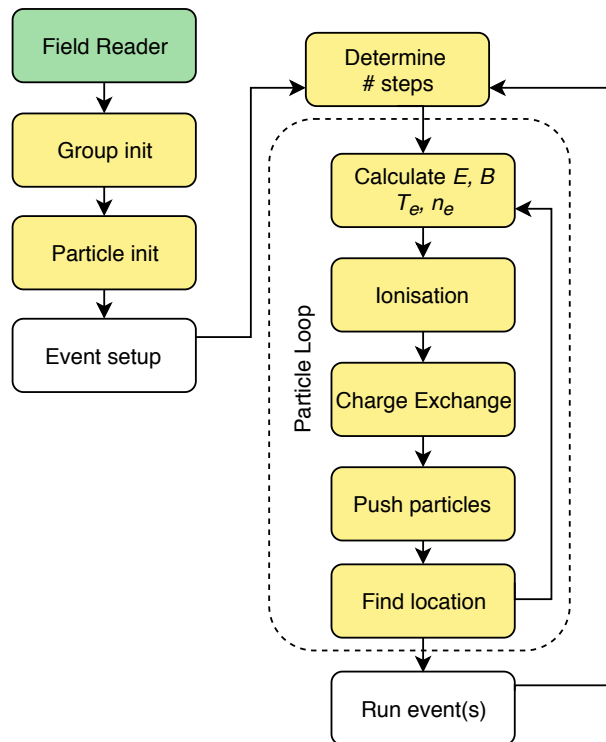 Field Reader
Group init
Particle init
Event setup
Determine
# steps
Particle Loop
Calculate E, B
Tₑ, nₑ
Ionisation
Charge Exchange
Push particles
Find location
Run event(s)